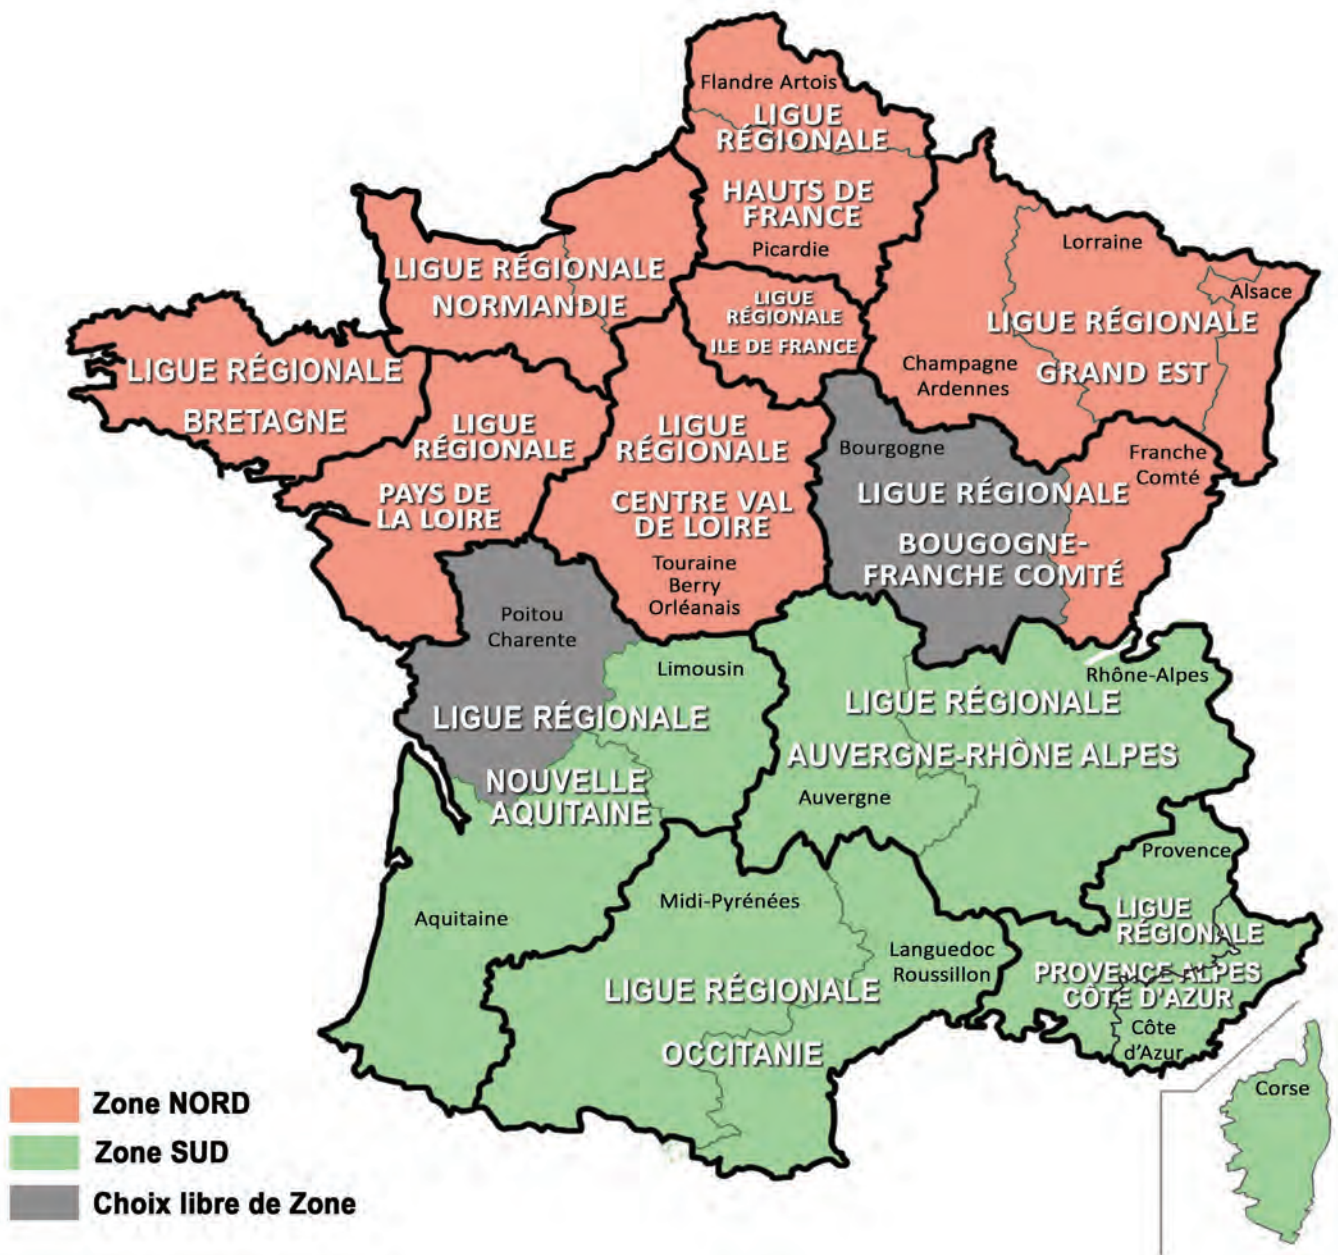 Flandre Artois
LIGUE
RÉGIONALE
HAUTS DE
FRANCE
Picardie
LIGUE RÉGIONALE
NORMANDIE
LIGUE
RÉGIONALE
ILE DE FRANCE
Lorraine
Alsace
LIGUE RÉGIONALE
GRAND EST
Champagne
Ardennes
LIGUE RÉGIONALE
BRETAGNE
LIGUE
RÉGIONALE
PAYS DE
LA LOIRE
LIGUE
RÉGIONALE
CENTRE VAL
DE LOIRE
Touraine
Berry
Orléanais
Bourgogne
Franche
Comté
LIGUE RÉGIONALE
BOUGOGNE-
FRANCHE COMTÉ
Poitou
Charente
Limousin
LIGUE RÉGIONALE
NOUVELLE
AQUITAINE
Aquitaine
Rhône-Alpes
LIGUE RÉGIONALE
AUVERGNE-RHÔNE ALPES
Auvergne
Midi-Pyrénées
Languedoc
Roussillon
LIGUE RÉGIONALE
OCCITANIE
Provence
LIGUE
RÉGIONALE
PROVENCE-ALPES
CÔTE D'AZUR
Côte
d'Azur
Corse
Zone NORD
Zone SUD
Choix libre de Zone